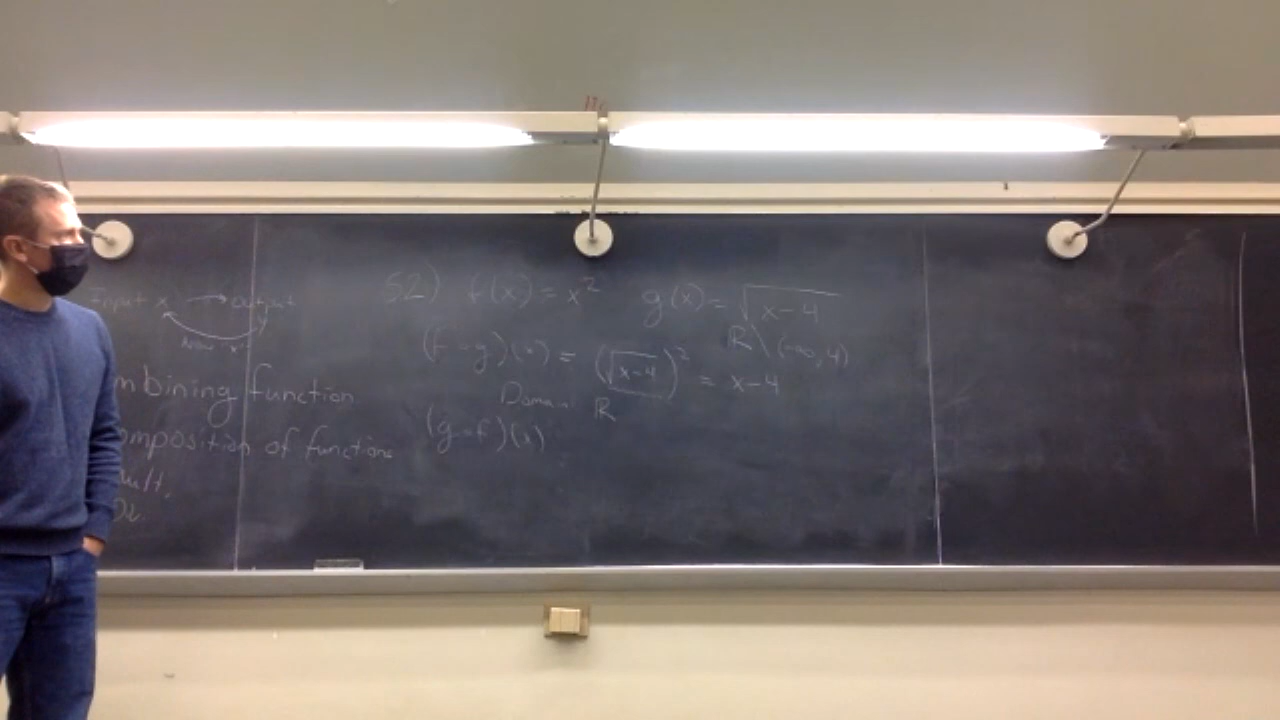 Input x → output
y
Now "x"
mbining function
omposition of functions
ult.
52) f(x) = x² g(x) = √(x-4)
R \ (-∞, 4)
(f∘g)(x) = (√(x-4))² = x-4
Domain R
(g∘f)(x)